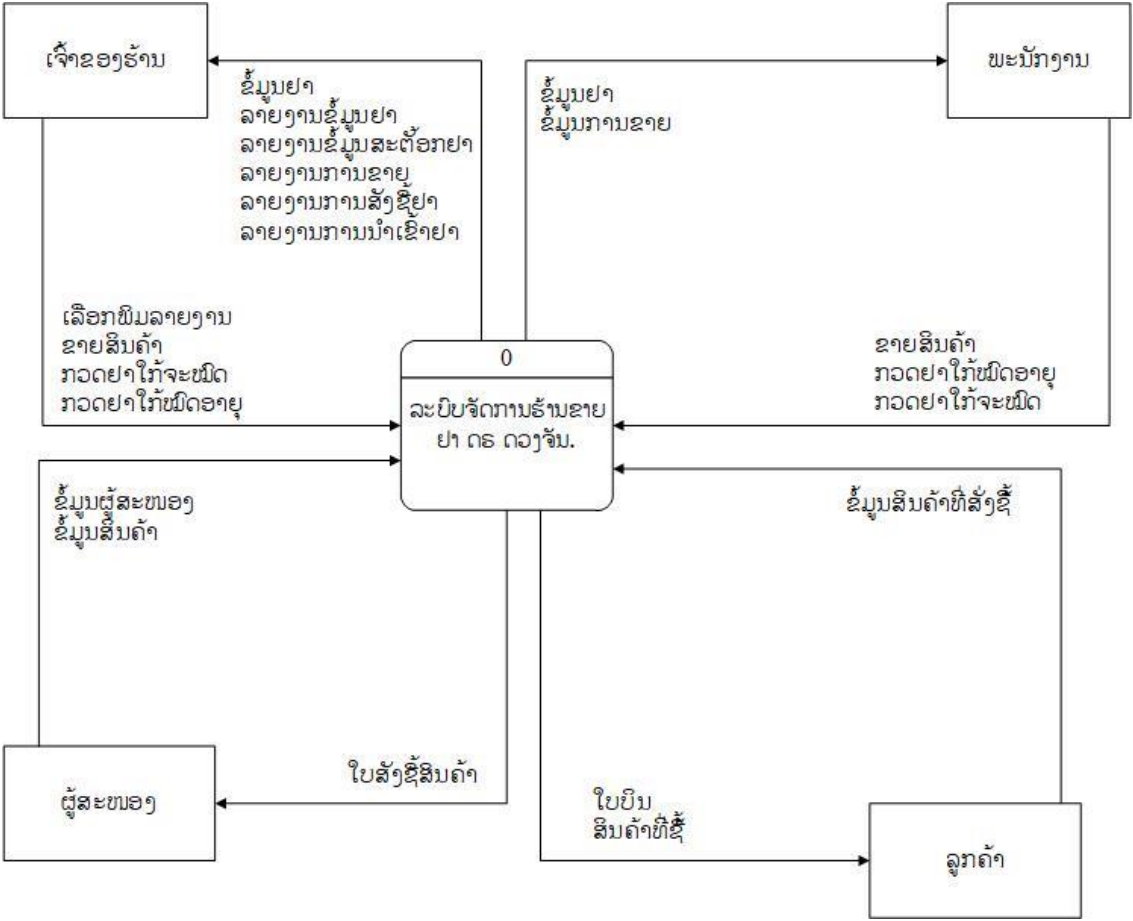 ເຈົ້າຂອງຮ້ານ
ພະນັກງານ
ຂໍ້ມູນຢາ
ລາຍງານຂໍ້ມູນຢາ
ລາຍງານຂໍ້ມູນສະຕ໊ອກຢາ
ລາຍງານການຂາຍ
ລາຍງານການສັ່ງຊື້ຢາ
ລາຍງານການນຳເຂົ້າຢາ
ຂໍ້ມູນຢາ
ຂໍ້ມູນການຂາຍ
ເລືອກພິມລາຍງານ
ຂາຍສິນຄ້າ
ກວດຢາໃກ້ຈະໝົດ
ກວດຢາໃກ້ໝົດອາຍຸ
ຂາຍສິນຄ້າ
ກວດຢາໃກ້ໝົດອາຍຸ
ກວດຢາໃກ້ຈະໝົດ
0
ລະບົບຈັດການຮ້ານຂາຍ
ຢາ ດຣ ດວງຈັນ.
ຂໍ້ມູນຜູ້ສະໜອງ
ຂໍ້ມູນສິນຄ້າ
ຂໍ້ມູນສິນຄ້າທີ່ສັ່ງຊື້
ໃບສັ່ງຊື້ສິນຄ້າ
ຜູ້ສະໜອງ
ໃບບິນ
ສິນຄ້າທີ່ຊື້
ລູກຄ້າ